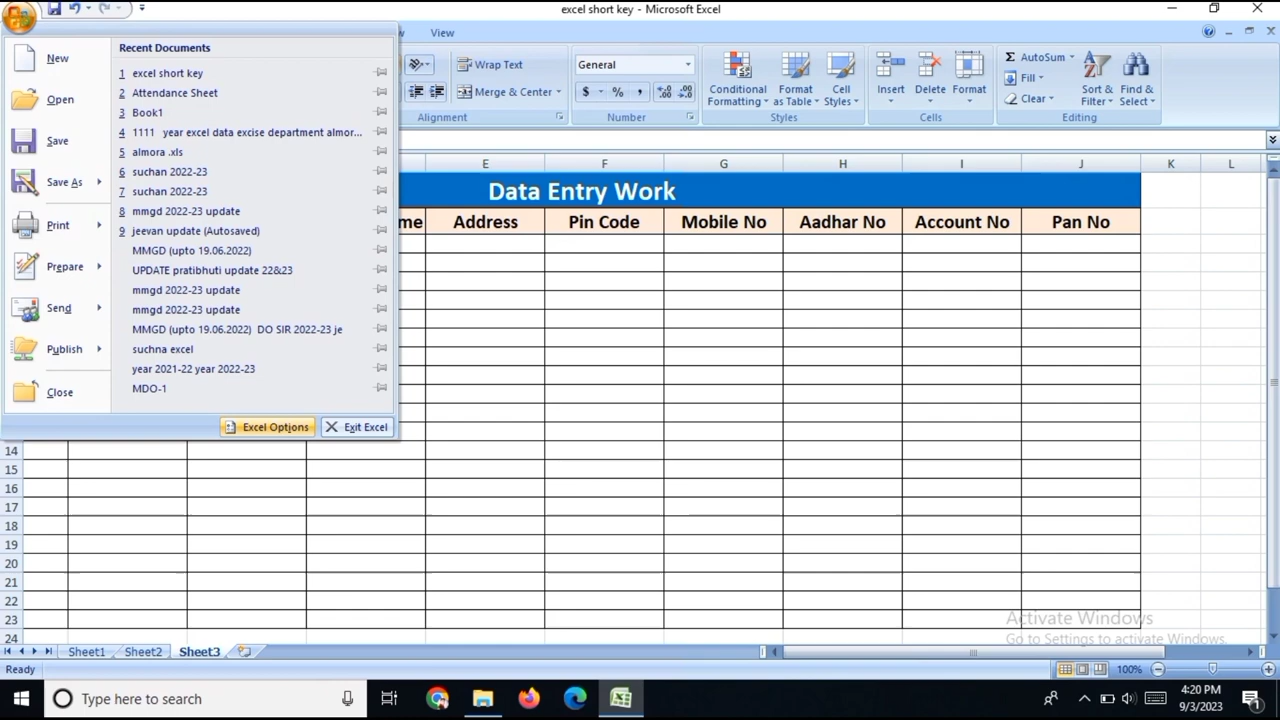 excel short key - Microsoft Excel
View
New
Open
Save
Save As
Print
Prepare
Send
Publish
Close
Recent Documents
1 excel short key
2 Attendance Sheet
3 Book1
4 1111 year excel data excise department almor...
5 almora .xls
6 suchan 2022-23
7 suchan 2022-23
8 mmgd 2022-23 update
9 jeevan update (Autosaved)
MMGD (upto 19.06.2022)
UPDATE pratibhuti update 22&23
mmgd 2022-23 update
mmgd 2022-23 update
MMGD (upto 19.06.2022) DO SIR 2022-23 je
suchna excel
year 2021-22 year 2022-23
MDO-1
Excel Options
Exit Excel
Wrap Text
Merge & Center
Alignment
General
$ % ,
Number
Conditional Formatting
Format as Table
Cell Styles
Styles
Insert
Delete
Format
Cells
Σ AutoSum
Fill
Clear
Sort & Filter
Find & Select
Editing
E F G H I J K L
Data Entry Work
me Address Pin Code Mobile No Aadhar No Account No Pan No
14
15
16
17
18
19
20
21
22
23
24
Activate Windows
Go to Settings to activate Windows.
Sheet1 Sheet2 Sheet3
Ready
100%
Type here to search
4:20 PM
9/3/2023
1